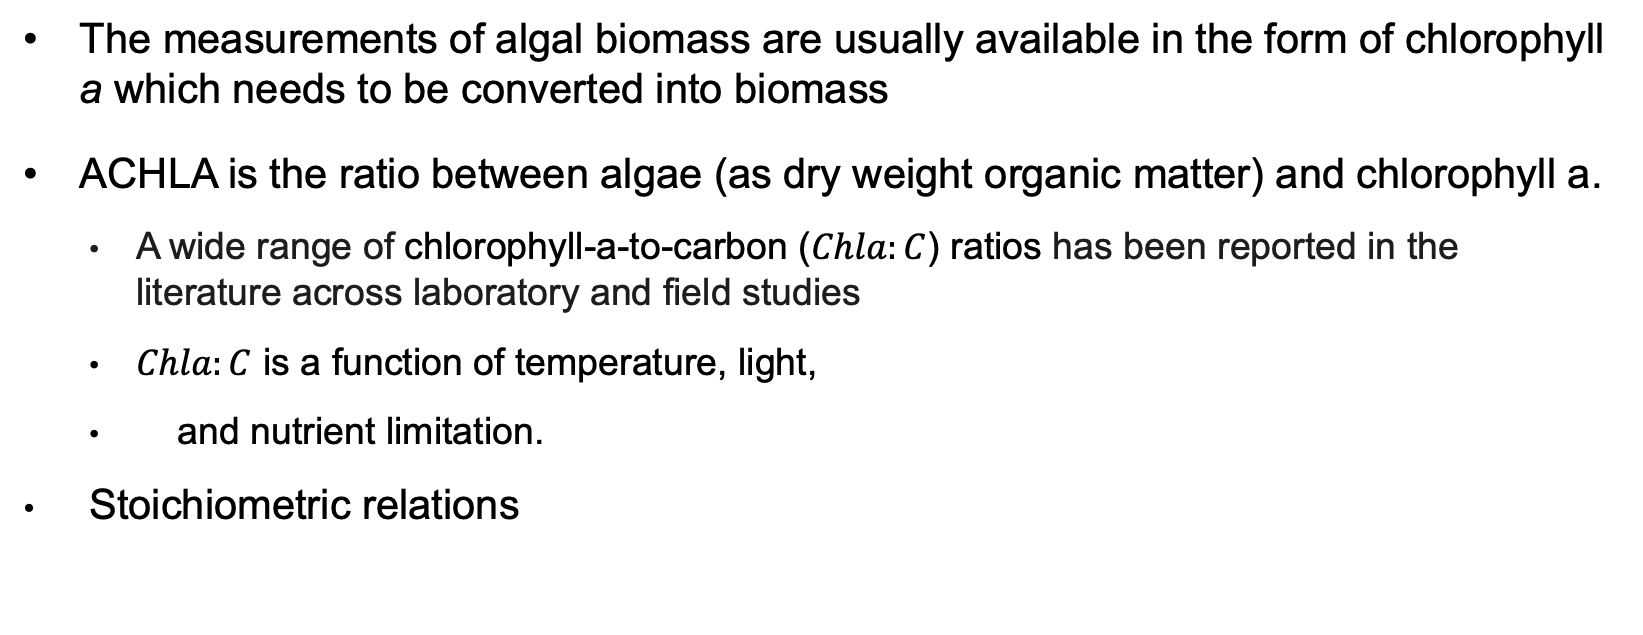 • The measurements of algal biomass are usually available in the form of chlorophyll
a which needs to be converted into biomass
• ACHLA is the ratio between algae (as dry weight organic matter) and chlorophyll a.
• A wide range of chlorophyll-a-to-carbon (Chla: C) ratios has been reported in the
literature across laboratory and field studies
• Chla: C is a function of temperature, light,
• and nutrient limitation.
• Stoichiometric relations